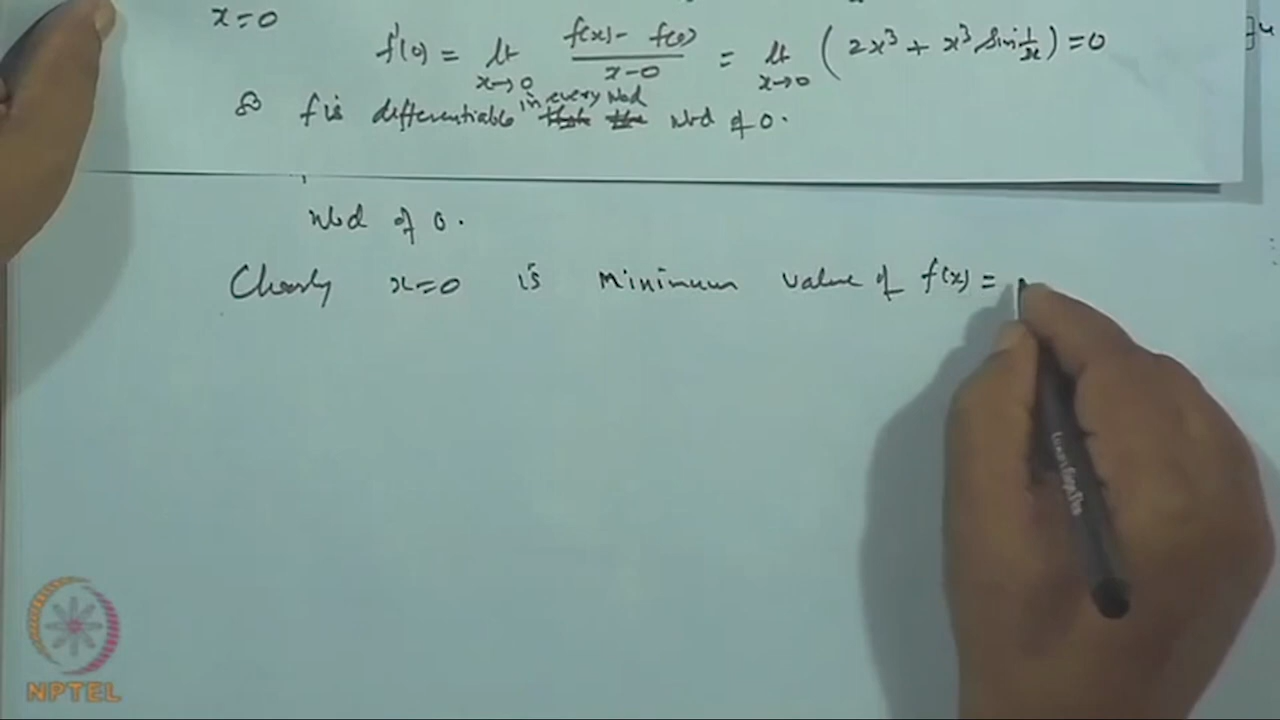 x=0
f'(0) = lt x→0 f(x) - f(0) / x-0 = lt x→0 ( 2x³ + x³ sin 1/x ) = 0
in every Nbd
f is differentiable Nbd of 0.
Nbd of 0.
Clearly x=0 is minimum value of f(x) =
NPTEL